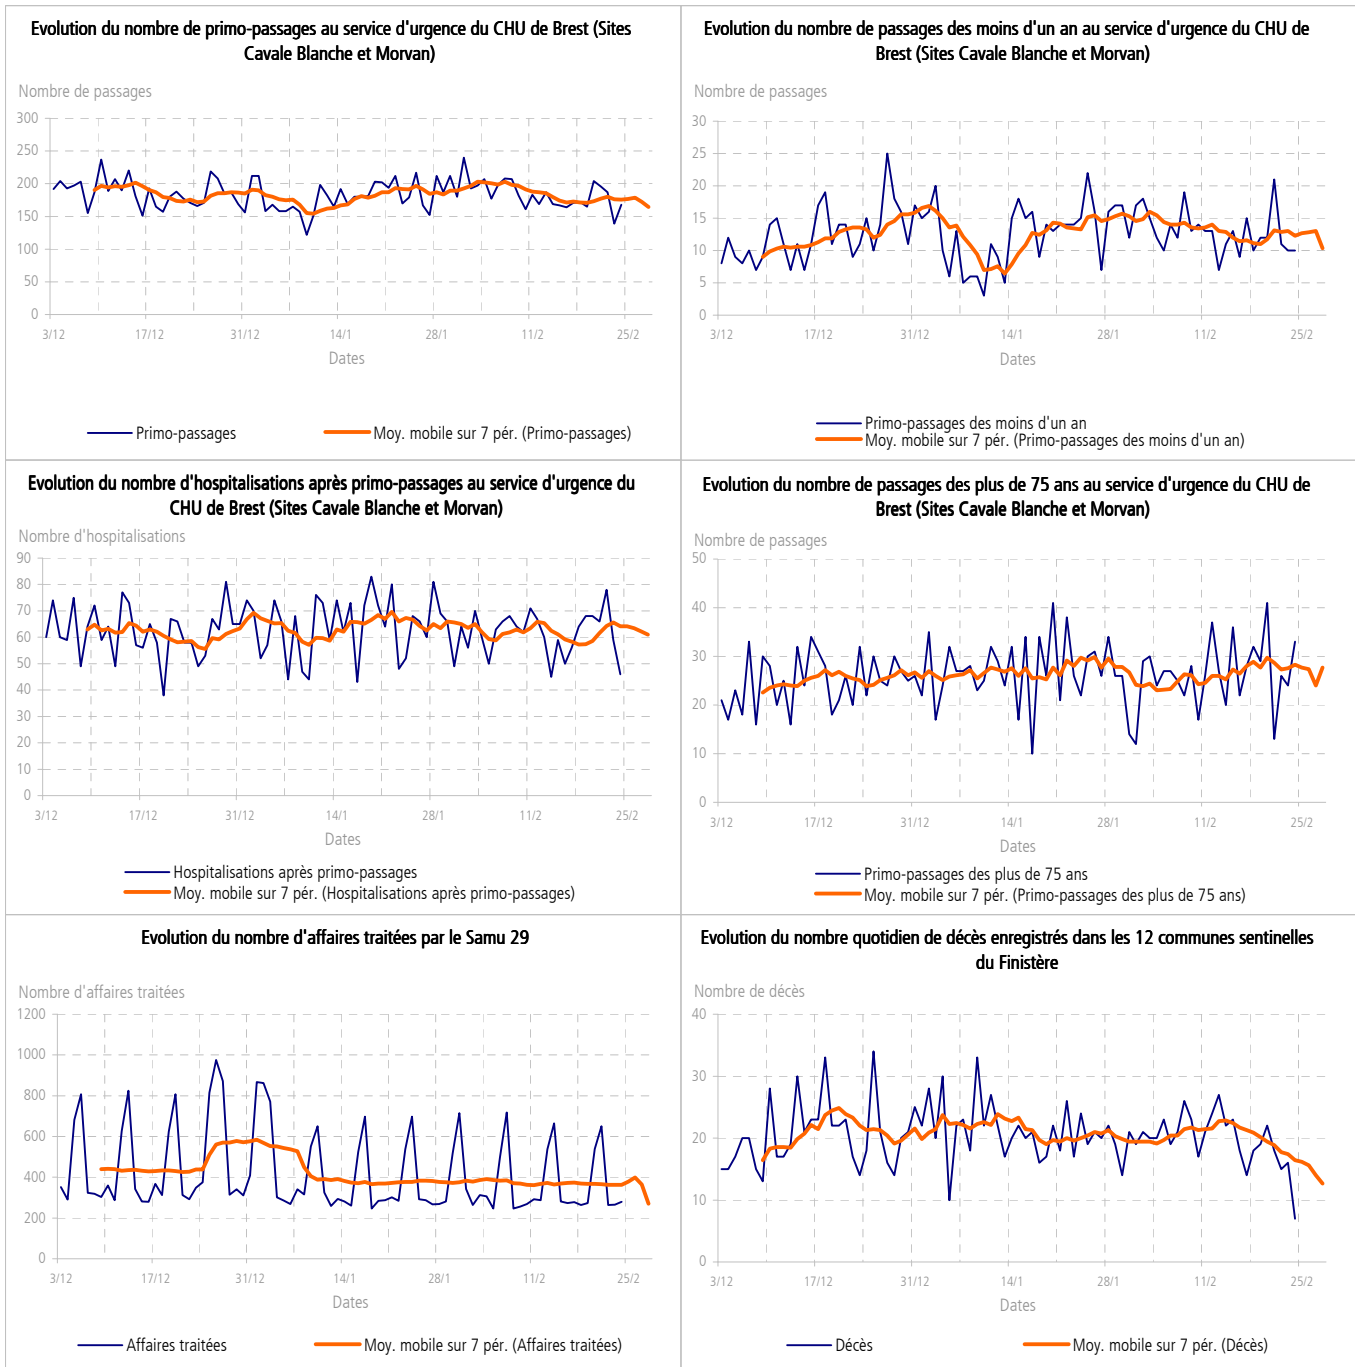 Evolution du nombre de primo-passages au service d'urgence du CHU de Brest (Sites
Cavale Blanche et Morvan)
Nombre de passages
300
250
200
150
100
50
0
3/12 17/12 31/12 14/1 28/1 11/2 25/2
Dates
Primo-passages Moy. mobile sur 7 pér. (Primo-passages)
Evolution du nombre de passages des moins d'un an au service d'urgence du CHU de
Brest (Sites Cavale Blanche et Morvan)
Nombre de passages
30
25
20
15
10
5
0
3/12 17/12 31/12 14/1 28/1 11/2 25/2
Dates
Primo-passages des moins d'un an
Moy. mobile sur 7 pér. (Primo-passages des moins d'un an)
Evolution du nombre d'hospitalisations après primo-passages au service d'urgence du
CHU de Brest (Sites Cavale Blanche et Morvan)
Nombre d'hospitalisations
90
80
70
60
50
40
30
20
10
0
3/12 17/12 31/12 14/1 28/1 11/2 25/2
Dates
Hospitalisations après primo-passages
Moy. mobile sur 7 pér. (Hospitalisations après primo-passages)
Evolution du nombre de passages des plus de 75 ans au service d'urgence du CHU de
Brest (Sites Cavale Blanche et Morvan)
Nombre de passages
50
40
30
20
10
0
3/12 17/12 31/12 14/1 28/1 11/2 25/2
Dates
Primo-passages des plus de 75 ans
Moy. mobile sur 7 pér. (Primo-passages des plus de 75 ans)
Evolution du nombre d'affaires traitées par le Samu 29
Nombre d'affaires traitées
1200
1000
800
600
400
200
0
3/12 17/12 31/12 14/1 28/1 11/2 25/2
Dates
Affaires traitées Moy. mobile sur 7 pér. (Affaires traitées)
Evolution du nombre quotidien de décès enregistrés dans les 12 communes sentinelles
du Finistère
Nombre de décès
40
30
20
10
0
3/12 17/12 31/12 14/1 28/1 11/2 25/2
Dates
Décès Moy. mobile sur 7 pér. (Décès)